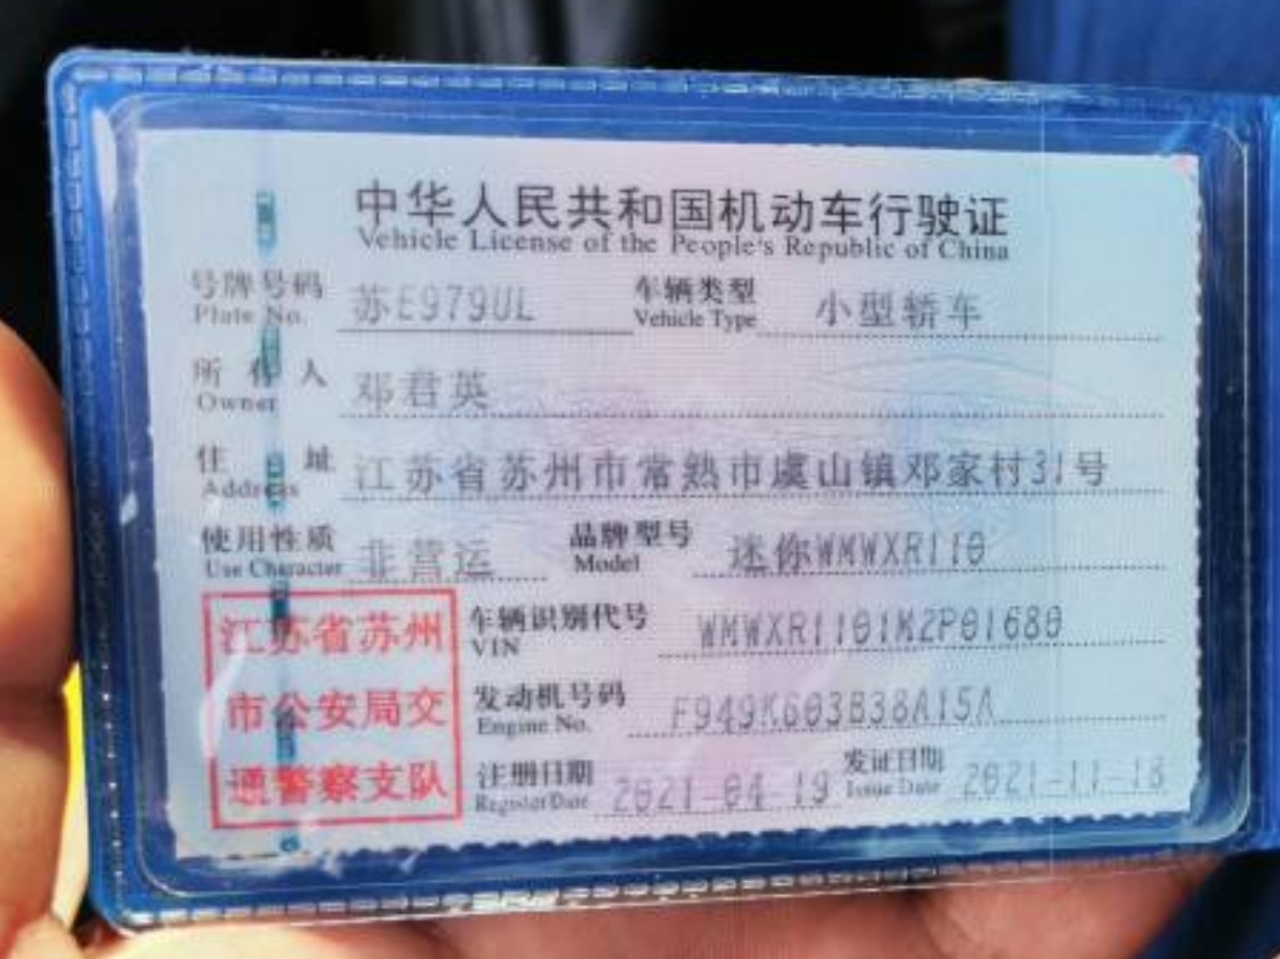 中华人民共和国机动车行驶证
Vehicle License of the People's Republic of China
号牌号码 苏E979UL 车辆类型 小型轿车
Plate No. Vehicle Type
所有人 邓君英
Owner
住址 江苏省苏州市常熟市虞山镇邓家村31号
Address
使用性质 非营运 品牌型号 迷你WMWXR110
Use Character Model
江苏省苏州
市公安局交
通警察支队
车辆识别代号 WMWXR1101M2P01680
VIN
发动机号码 F949K603B38A15A
Engine No.
注册日期 2021-04-19 发证日期 2021-11-18
Register Date Issue Date